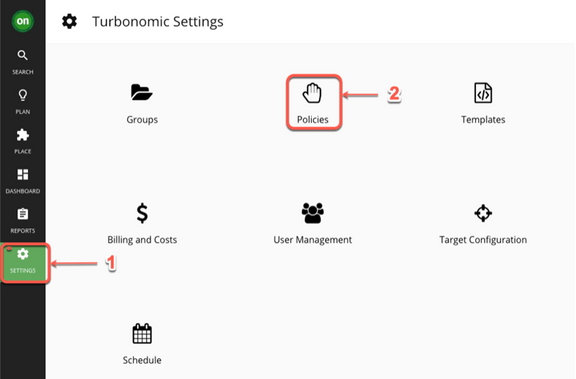 on
SEARCH
PLAN
PLACE
DASHBOARD
REPORTS
SETTINGS
1
Turbonomic Settings
Groups
Policies
2
Templates
Billing and Costs
User Management
Target Configuration
Schedule